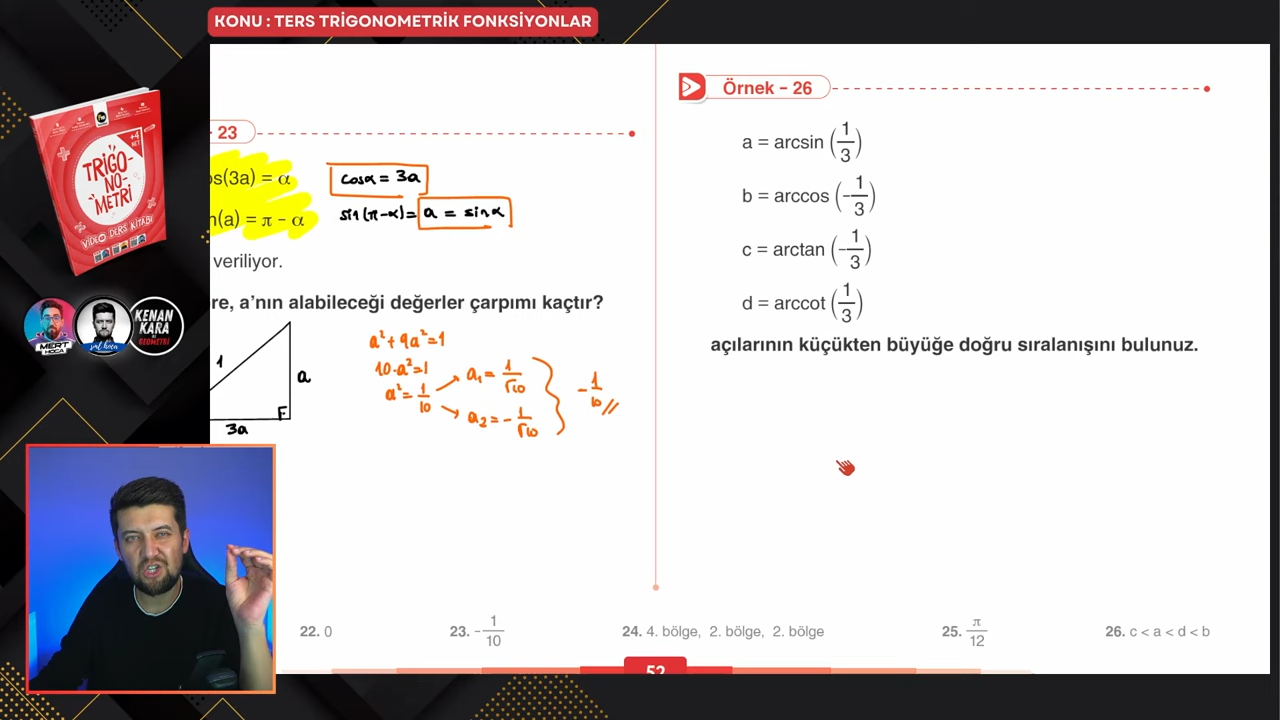 KONU : TERS TRİGONOMETRİK FONKSİYONLAR
+4 NET
TRİGO-
NO-
METRİ
VİDEO DERS KİTABI
MERT HOCA
KENAN
KARA
GEOMETRİ
- 23
os(3a) = α
n(a) = π - α
cosα = 3a
sin(π-α) = a = sinα
veriliyor.
re, a'nın alabileceği değerler çarpımı kaçtır?
1
a
3a
a² + 9a² = 1
10·a² = 1
a² = 1/10
a₁ = 1/√10
a₂ = -1/√10
-1/10 //
Örnek - 26
a = arcsin (1/3)
b = arccos (-1/3)
c = arctan (-1/3)
d = arccot (1/3)
açılarının küçükten büyüğe doğru sıralanışını bulunuz.
22. 0
23. -1/10
24. 4. bölge, 2. bölge, 2. bölge
25. π/12
26. c < a < d < b
52